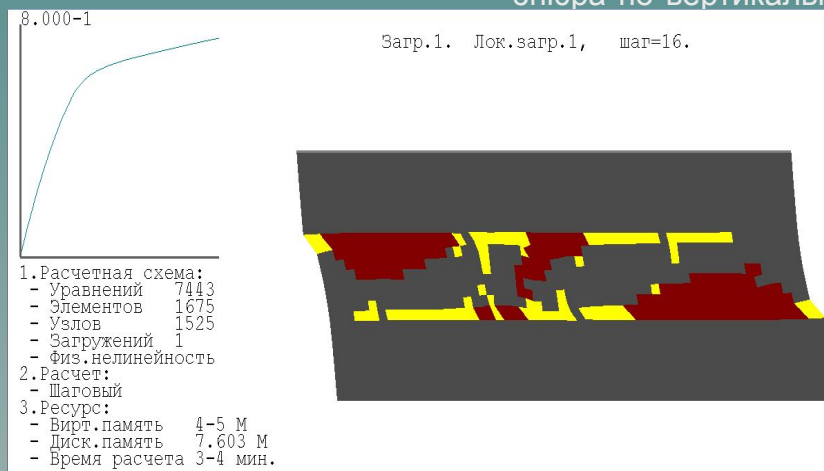 8.000-1
Загр.1. Лок.загр.1, шаг=16.
1.Расчетная схема:
- Уравнений 7443
- Элементов 1675
- Узлов 1525
- Загружений 1
- Физ.нелинейность
2.Расчет:
- Шаговый
3.Ресурс:
- Вирт.память 4-5 М
- Диск.память 7.603 М
- Время расчета 3-4 мин.